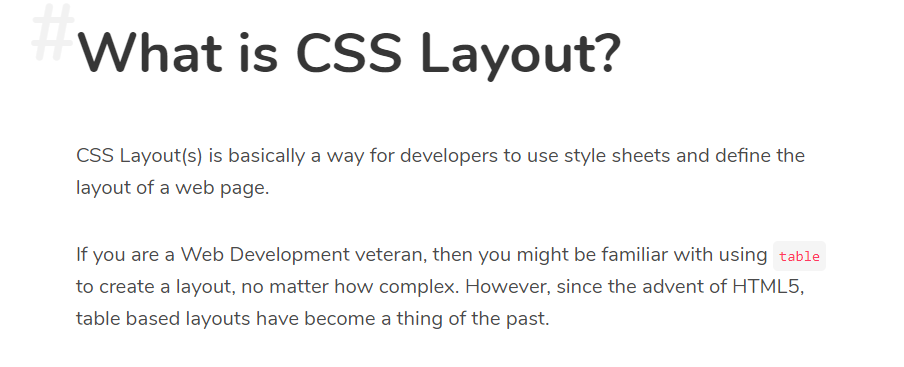 #What is CSS Layout?
CSS Layout(s) is basically a way for developers to use style sheets and define the
layout of a web page.
If you are a Web Development veteran, then you might be familiar with using table
to create a layout, no matter how complex. However, since the advent of HTML5,
table based layouts have become a thing of the past.